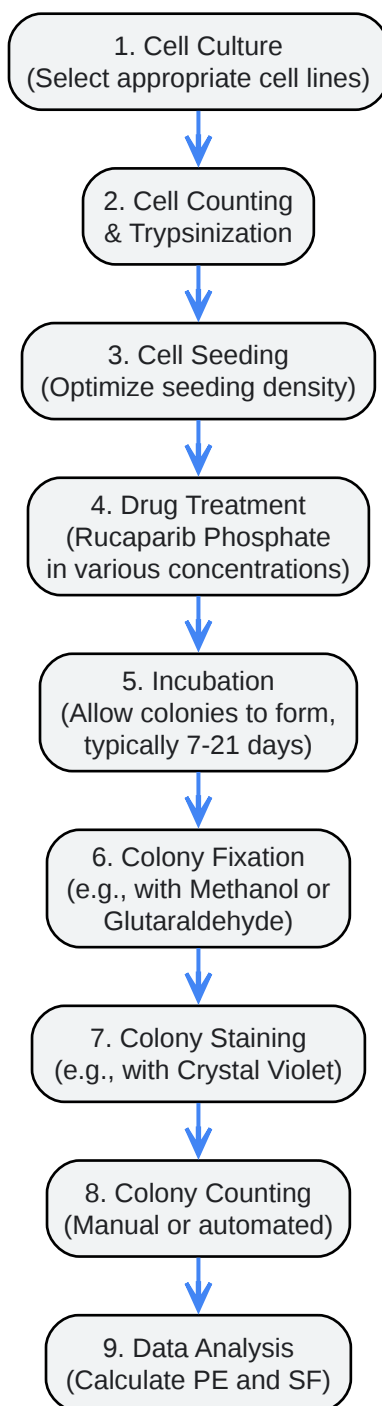 1. Cell Culture
(Select appropriate cell lines)
2. Cell Counting
& Trypsinization
3. Cell Seeding
(Optimize seeding density)
4. Drug Treatment
(Rucaparib Phosphate
in various concentrations)
5. Incubation
(Allow colonies to form,
typically 7-21 days)
6. Colony Fixation
(e.g., with Methanol or
Glutaraldehyde)
7. Colony Staining
(e.g., with Crystal Violet)
8. Colony Counting
(Manual or automated)
9. Data Analysis
(Calculate PE and SF)